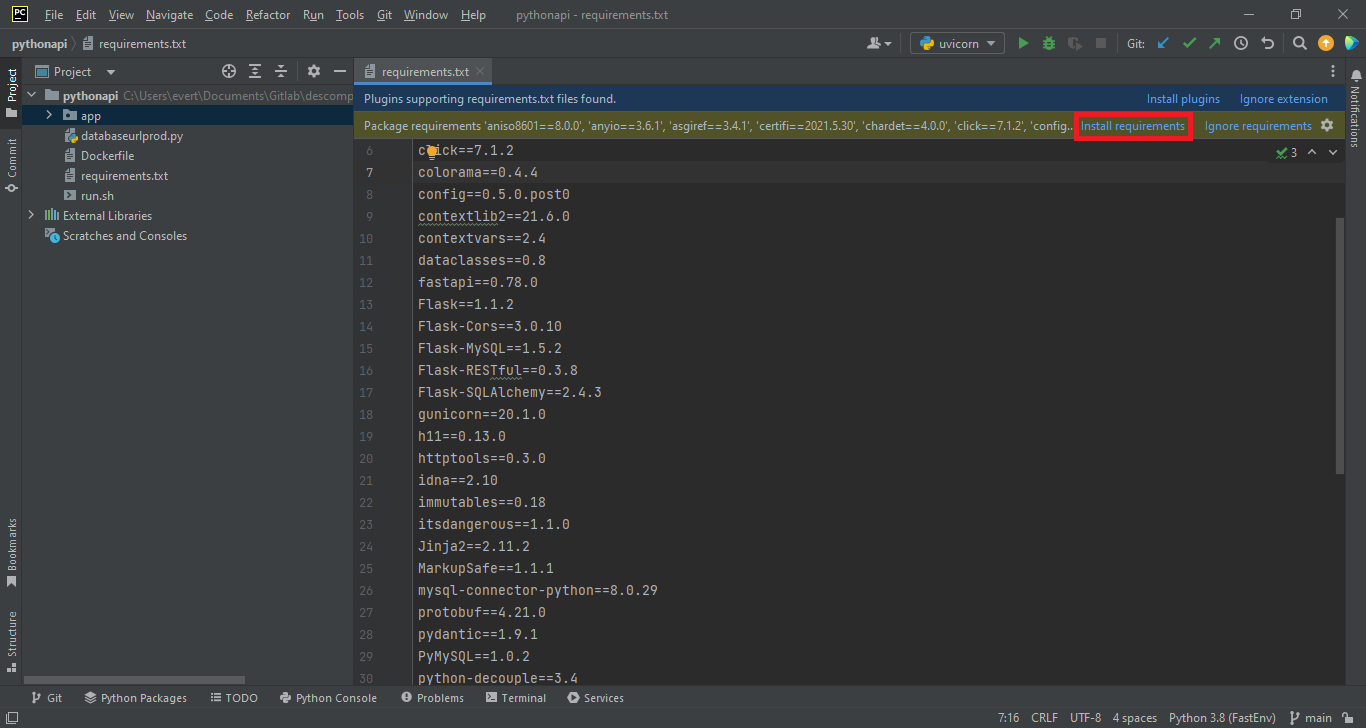 PC File Edit View Navigate Code Refactor Run Tools Git Window Help pythonapi - requirements.txt
pythonapi requirements.txt uvicorn Git:
Project
requirements.txt
Project
Commit
Bookmarks
Structure
pythonapi C:\Users\evert\Documents\Gitlab\descomp
app
databaseurlprod.py
Dockerfile
requirements.txt
run.sh
External Libraries
Scratches and Consoles
Plugins supporting requirements.txt files found. Install plugins Ignore extension
Package requirements 'aniso8601==8.0.0', 'anyio==3.6.1', 'asgiref==3.4.1', 'certifi==2021.5.30', 'chardet==4.0.0', 'click==7.1.2', 'config... Install requirements Ignore requirements
3
6 click==7.1.2
7 colorama==0.4.4
8 config==0.5.0.post0
9 contextlib2==21.6.0
10 contextvars==2.4
11 dataclasses==0.8
12 fastapi==0.78.0
13 Flask==1.1.2
14 Flask-Cors==3.0.10
15 Flask-MySQL==1.5.2
16 Flask-RESTful==0.3.8
17 Flask-SQLAlchemy==2.4.3
18 gunicorn==20.1.0
19 h11==0.13.0
20 httptools==0.3.0
21 idna==2.10
22 immutables==0.18
23 itsdangerous==1.1.0
24 Jinja2==2.11.2
25 MarkupSafe==1.1.1
26 mysql-connector-python==8.0.29
27 protobuf==4.21.0
28 pydantic==1.9.1
29 PyMySQL==1.0.2
30 python-decouple==3.4
Notifications
Git Python Packages TODO Python Console Problems Terminal Services
7:16 CRLF UTF-8 4 spaces Python 3.8 (FastEnv) main